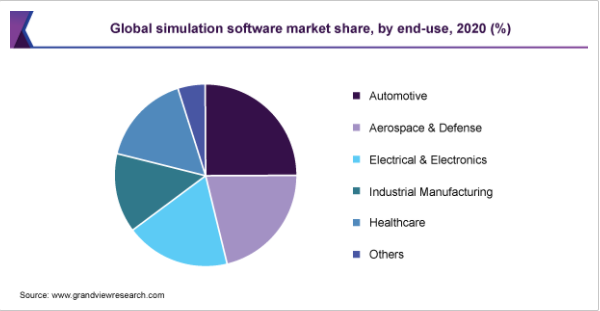 Global simulation software market share, by end-use, 2020 (%)
Automotive
Aerospace & Defense
Electrical & Electronics
Industrial Manufacturing
Healthcare
Others
Source: www.grandviewresearch.com